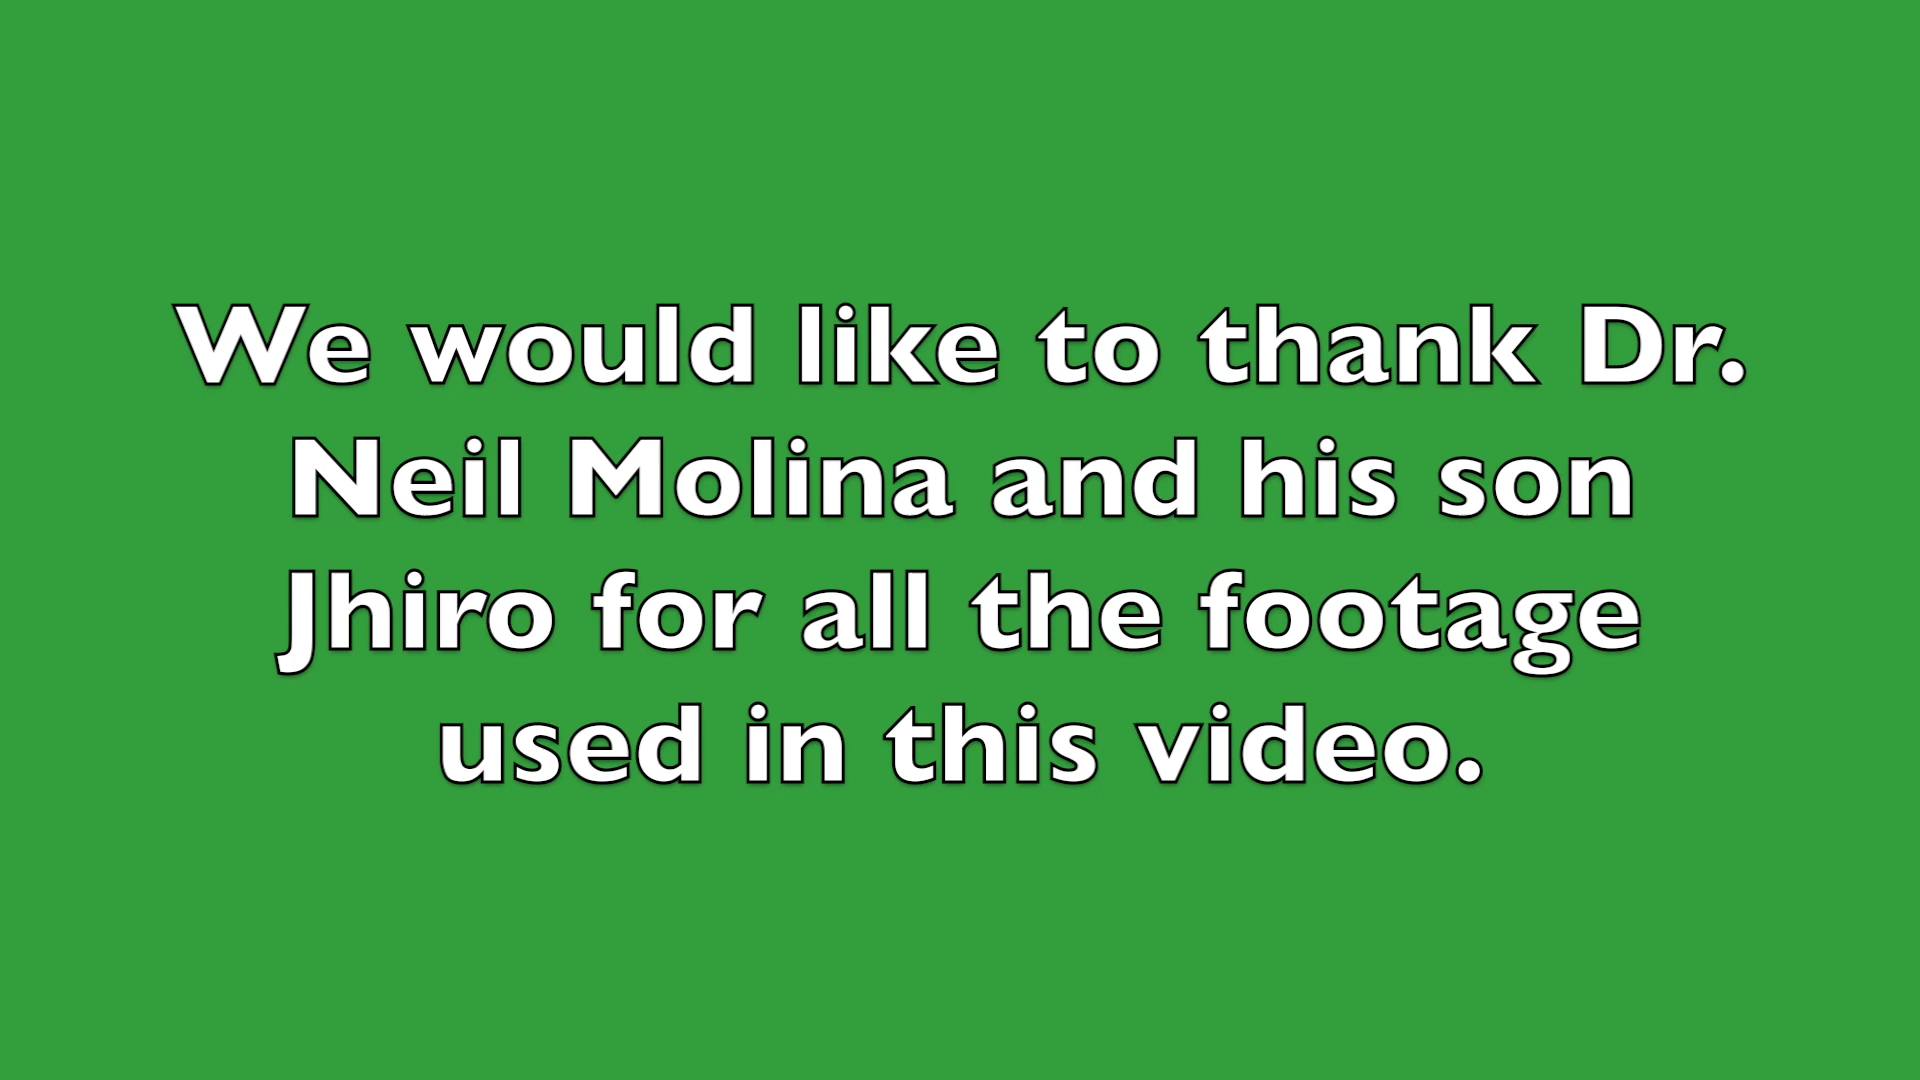 We would like to thank Dr.
Neil Molina and his son
Jhiro for all the footage
used in this video.